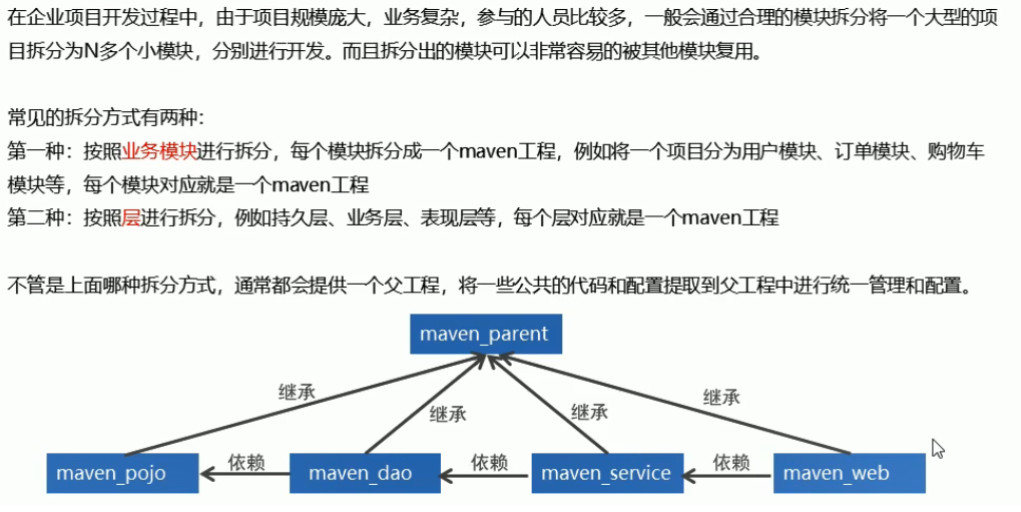 在企业项目开发过程中，由于项目规模庞大，业务复杂，参与的人员比较多，一般会通过合理的模块拆分将一个大型的项
目拆分为N多个小模块，分别进行开发。而且拆分出的模块可以非常容易的被其他模块复用。
常见的拆分方式有两种：
第一种：按照业务模块进行拆分，每个模块拆分成一个maven工程，例如将一个项目分为用户模块、订单模块、购物车
模块等，每个模块对应就是一个maven工程
第二种：按照层进行拆分，例如持久层、业务层、表现层等，每个层对应就是一个maven工程
不管是上面哪种拆分方式，通常都会提供一个父工程，将一些公共的代码和配置提取到父工程中进行统一管理和配置。
maven_parent
继承
继承
继承
继承
maven_pojo
依赖
maven_dao
依赖
maven_service
依赖
maven_web